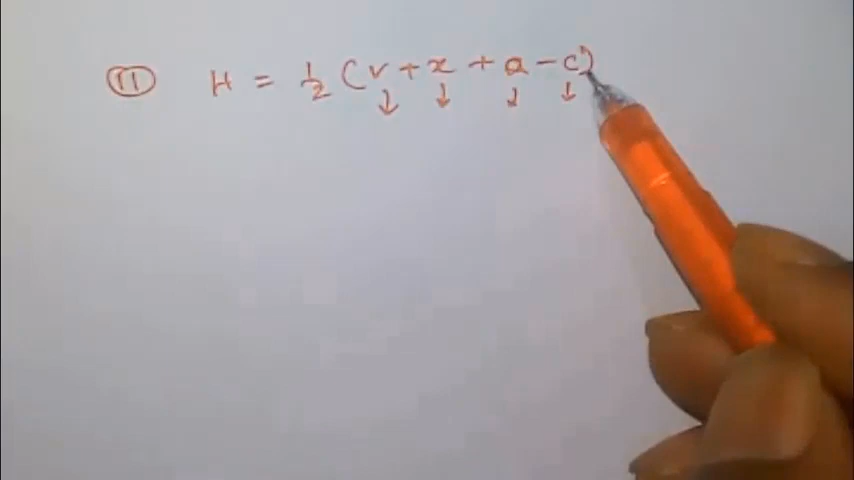 11 H = 1/2 (v + x + a - c)
↓ ↓ ↓ ↓